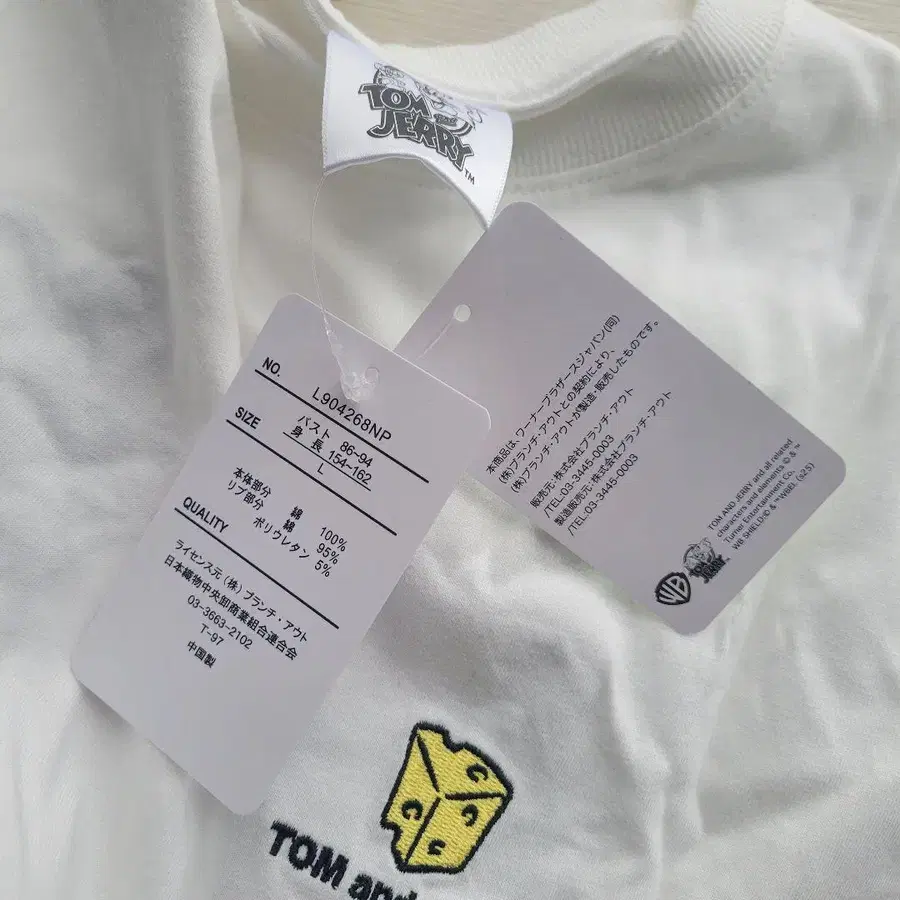 TOM and
JERRY
TM
NO.
L904268NP
SIZE
バスト 86~94
身長 154~162
L
本体部分 綿 100%
リブ部分 綿 95%
ポリウレタン 5%
QUALITY
ライセンス元(株)ブランチ・アウト
日本織物中央卸商業組合連合会
03-3663-2102
T-97
中国製
本商品は、ワーナーブラザースジャパン(同)
(株)ブランチ・アウトとの契約により、
(株)ブランチ・アウトが製造・販売したものです。
販売元:株式会社ブランチ・アウト
/TEL:03-3445-0003
製造販売元:株式会社ブランチ・アウト
/TEL:03-3445-0003
WB
TOM and
JERRY
TOM AND JERRY and all related
characters and elements © & ™
Turner Entertainment Co.
WB SHIELD: © & ™ WBEI. (s25)
TOM and